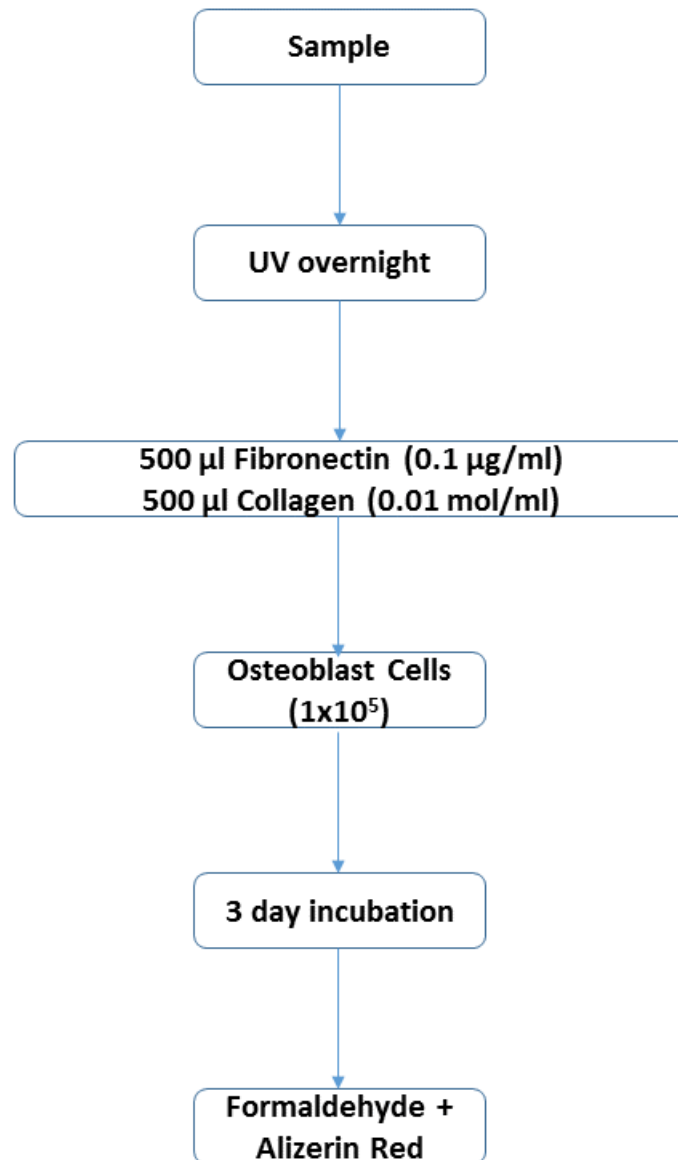 Sample
UV overnight
500 µl Fibronectin (0.1 µg/ml)
500 µl Collagen (0.01 mol/ml)
Osteoblast Cells
(1x10⁵)
3 day incubation
Formaldehyde +
Alizerin Red